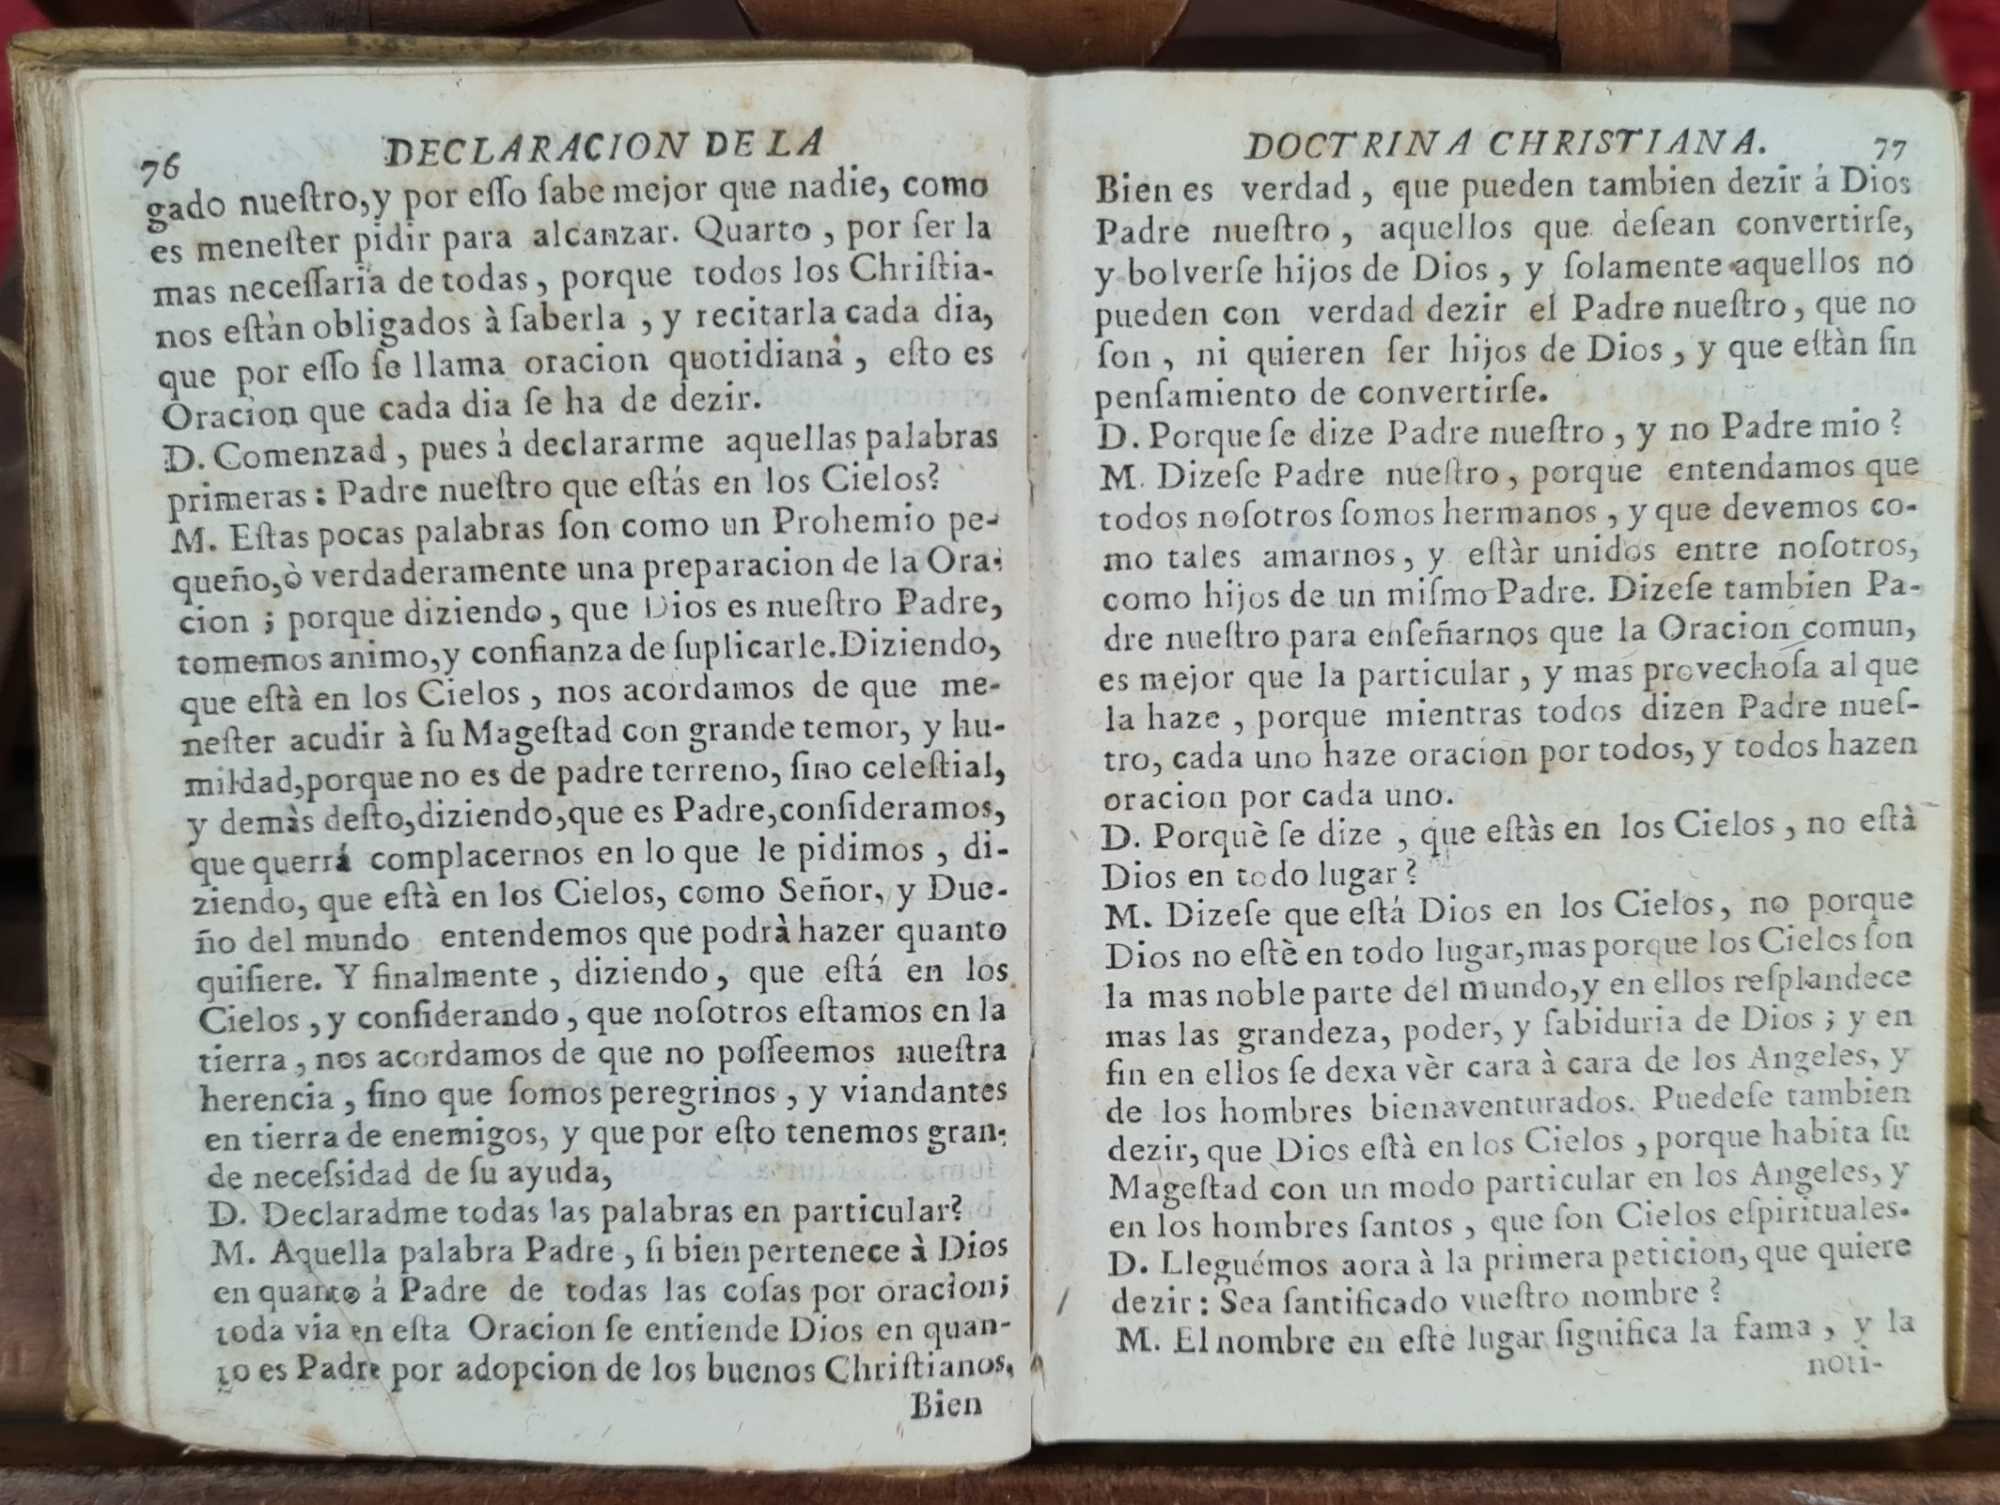 76 DECLARACION DE LA
gado nueſtro,y por eſſo ſabe mejor que nadie, como
es meneſter pidir para alcanzar. Quarto , por ſer la
mas neceſſaria de todas , porque todos los Chriſtia-
nos eſtàn obligados à ſaberla , y recitarla cada dia,
que por eſſo ſe llama oracion quotidiana , eſto es
Oracion que cada dia ſe ha de dezir.
D. Comenzad , pues à declararme aquellas palabras
primeras : Padre nueſtro que eſtás en los Cielos?
M. Eſtas pocas palabras ſon como un Prohemio pe-
queño,ò verdaderamente una preparacion de la Ora-
cion ; porque diziendo , que Dios es nueſtro Padre,
tomemos animo,y confianza de ſuplicarle.Diziendo,
que eſtà en los Cielos , nos acordamos de que me-
neſter acudir à ſu Mageſtad con grande temor, y hu-
mildad,porque no es de padre terreno, ſino celeſtial,
y demàs deſto,diziendo,que es Padre,conſideramos,
que querrá complacernos en lo que le pidimos , di-
ziendo, que eſtà en los Cielos, como Señor, y Due-
ño del mundo entendemos que podrà hazer quanto
quiſiere. Y finalmente , diziendo , que eſtá en los
Cielos , y conſiderando , que noſotros eſtamos en la
tierra , nos acordamos de que no poſſeemos nueſtra
herencia , ſino que ſomos peregrinos , y viandantes
en tierra de enemigos, y que por eſto tenemos gran-
de neceſsidad de ſu ayuda,
D. Declaradme todas las palabras en particular?
M. Aquella palabra Padre , ſi bien pertenece à Dios
en quanto à Padre de todas las coſas por oracion;
toda via en eſta Oracion ſe entiende Dios en quan-
to es Padre por adopcion de los buenos Chriſtianos.
Bien
DOCTRINA CHRISTIANA. 77
Bien es verdad , que pueden tambien dezir á Dios
Padre nueſtro , aquellos que deſean convertirſe,
y bolverſe hijos de Dios , y ſolamente aquellos no
pueden con verdad dezir el Padre nueſtro , que no
ſon , ni quieren ſer hijos de Dios , y que eſtàn ſin
penſamiento de convertirſe.
D. Porque ſe dize Padre nueſtro , y no Padre mio ?
M. Dizeſe Padre nueſtro , porque entendamos que
todos noſotros ſomos hermanos , y que devemos co-
mo tales amarnos , y eſtàr unidos entre noſotros,
como hijos de un miſmo Padre. Dizeſe tambien Pa-
dre nueſtro para enſeñarnos que la Oracion comun,
es mejor que la particular , y mas provechoſa al que
la haze , porque mientras todos dizen Padre nueſ-
tro, cada uno haze oracion por todos, y todos hazen
oracion por cada uno.
D. Porquè ſe dize , que eſtàs en los Cielos , no eſtà
Dios en todo lugar ?
M. Dizeſe que eſtá Dios en los Cielos, no porque
Dios no eſtè en todo lugar,mas porque los Cielos ſon
la mas noble parte del mundo,y en ellos reſplandece
mas las grandeza, poder, y ſabiduria de Dios ; y en
fin en ellos ſe dexa vèr cara à cara de los Angeles, y
de los hombres bienaventurados. Puedeſe tambien
dezir, que Dios eſtà en los Cielos , porque habita ſu
Mageſtad con un modo particular en los Angeles, y
en los hombres ſantos , que ſon Cielos eſpirituales.
D. Lleguémos aora à la primera peticion, que quiere
dezir : Sea ſantificado vueſtro nombre ?
M. El nombre en eſte lugar ſignifica la fama , y la
noti-